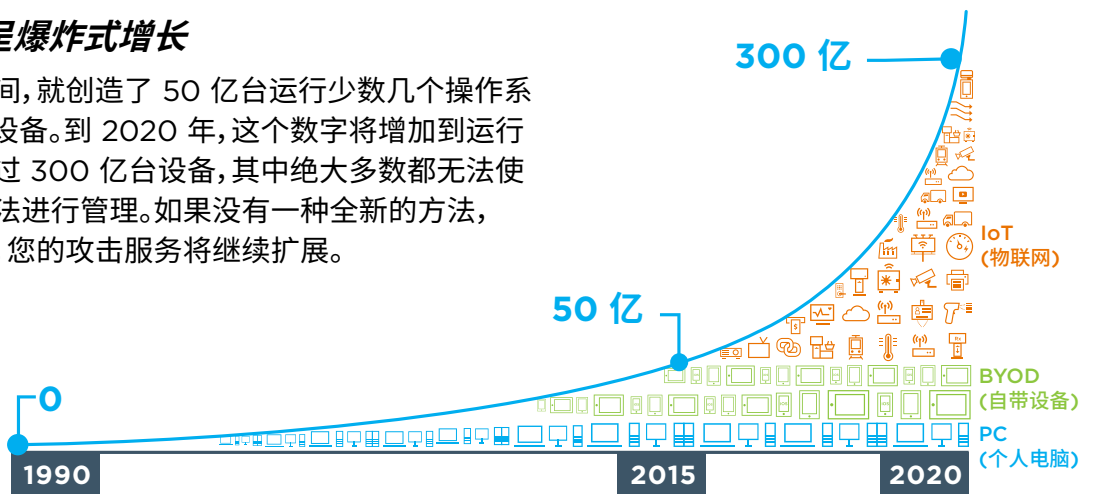 呈爆炸式增长
间，就创造了 50 亿台运行少数几个操作系
设备。到 2020 年，这个数字将增加到运行
过 300 亿台设备，其中绝大多数都无法使
法进行管理。如果没有一种全新的方法，
您的攻击服务将继续扩展。
300 亿
50 亿
0
IoT
(物联网)
BYOD
(自带设备)
PC
(个人电脑)
1990
2015
2020